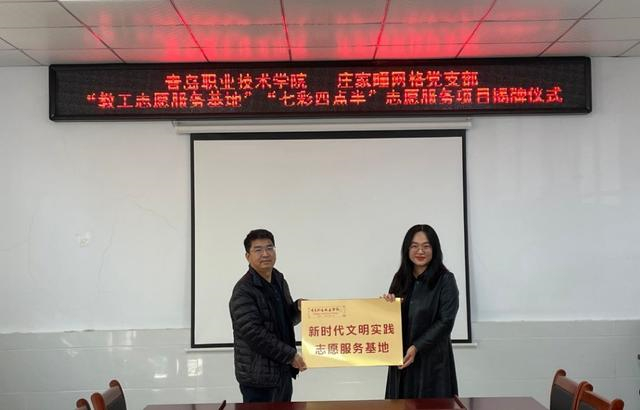 青岛职业技术学院 庄家疃网格党支部
“教工志愿服务基地”“七彩四点半”志愿服务项目揭牌仪式
新时代文明实践
志愿服务基地